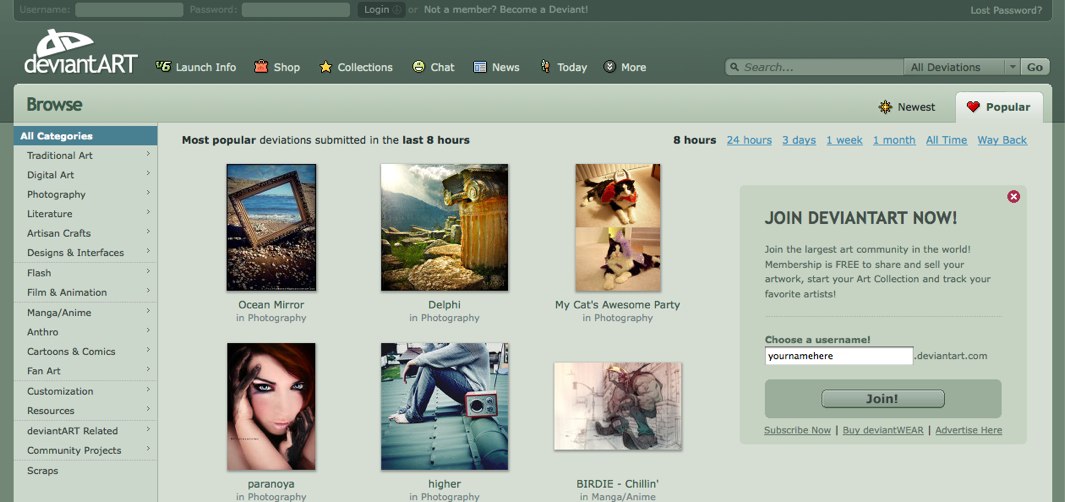 Username: Password: Login or Not a member? Become a Deviant! Lost Password?
deviantART
v6 Launch Info Shop Collections Chat News Today More
Search... All Deviations Go
Browse
Newest Popular
All Categories
Traditional Art
Digital Art
Photography
Literature
Artisan Crafts
Designs & Interfaces
Flash
Film & Animation
Manga/Anime
Anthro
Cartoons & Comics
Fan Art
Customization
Resources
deviantART Related
Community Projects
Scraps
Most popular deviations submitted in the last 8 hours
8 hours 24 hours 3 days 1 week 1 month All Time Way Back
Ocean Mirror
in Photography
Delphi
in Photography
My Cat's Awesome Party
in Photography
paranoya
in Photography
higher
in Photography
BIRDIE - Chillin'
in Manga/Anime
JOIN DEVIANTART NOW!
Join the largest art community in the world!
Membership is FREE to share and sell your
artwork, start your Art Collection and track your
favorite artists!
Choose a username!
yournamehere .deviantart.com
Join!
Subscribe Now | Buy deviantWEAR | Advertise Here